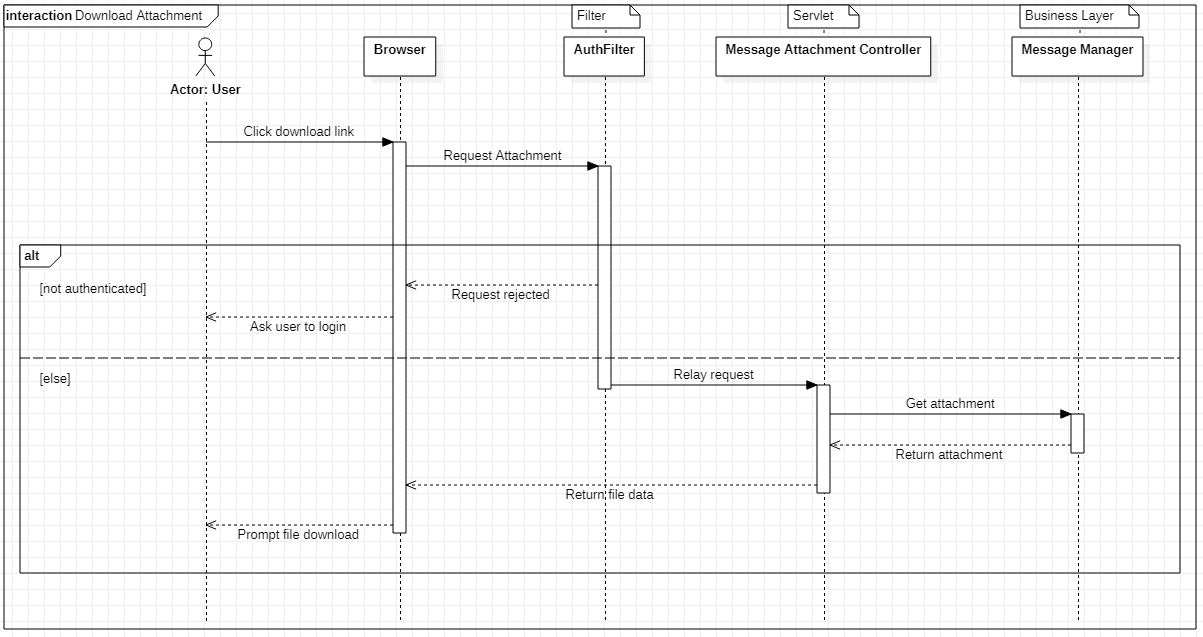 interaction Download Attachment
Filter
Servlet
Business Layer
Browser
AuthFilter
Message Attachment Controller
Message Manager
Actor: User
Click download link
Request Attachment
alt
[not authenticated]
Request rejected
Ask user to login
[else]
Relay request
Get attachment
Return attachment
Return file data
Prompt file download